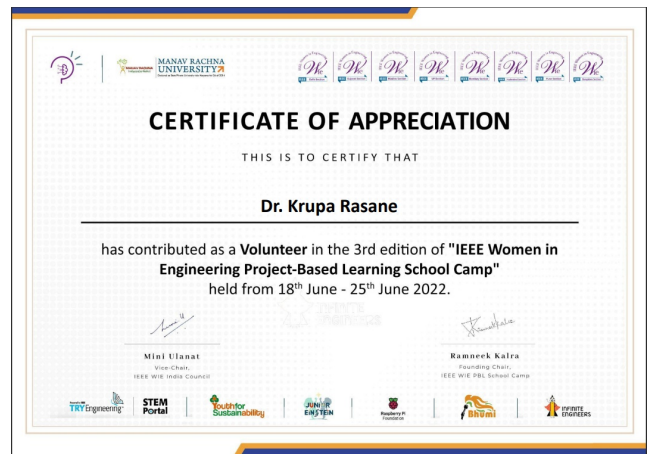 MANAV RACHNA
UNIVERSITY
CERTIFICATE OF APPRECIATION
THIS IS TO CERTIFY THAT
Dr. Krupa Rasane
has contributed as a Volunteer in the 3rd edition of "IEEE Women in
Engineering Project-Based Learning School Camp"
held from 18th June - 25th June 2022.
INFINITE
ENGINEERS
Mini Ulanat
Vice-Chair,
IEEE WIE India Council
Ramneek Kalra
Founding Chair,
IEEE WIE PBL School Camp
TRYEngineering
STEM
Portal
Youthfor
Sustainability
JUNIOR
EINSTEIN
Raspberry Pi
Foundation
Bhumi
INFINITE
ENGINEERS